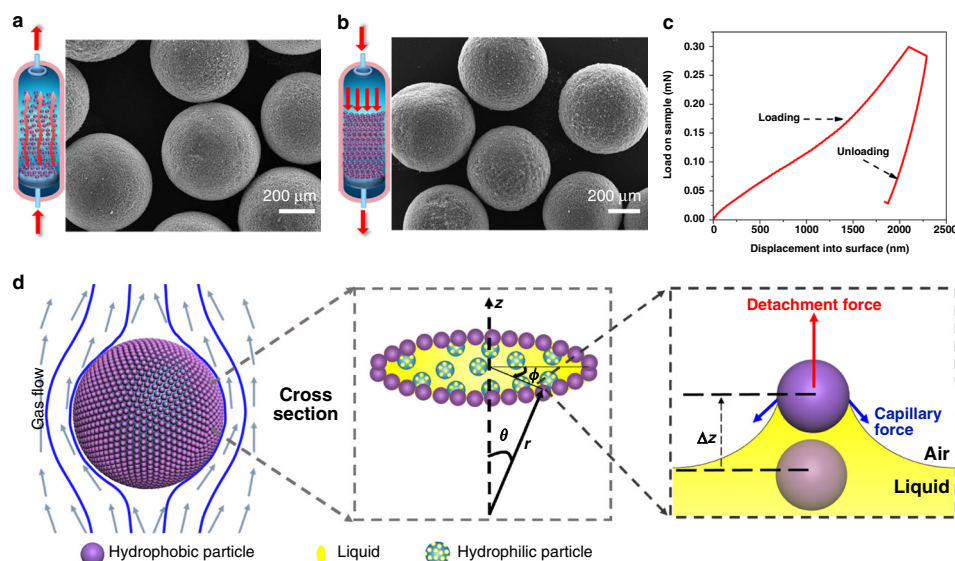 a
200 μm
b
200 μm
c
Load on sample (mN)
0.30
0.25
0.20
0.15
0.10
0.05
0.00
Loading
Unloading
0
500
1000
1500
2000
2500
Displacement into surface (nm)
d
Gas flow
Cross
section
z
ϕ
θ
r
Detachment force
Capillary
force
Δz
Air
Liquid
Hydrophobic particle
Liquid
Hydrophilic particle